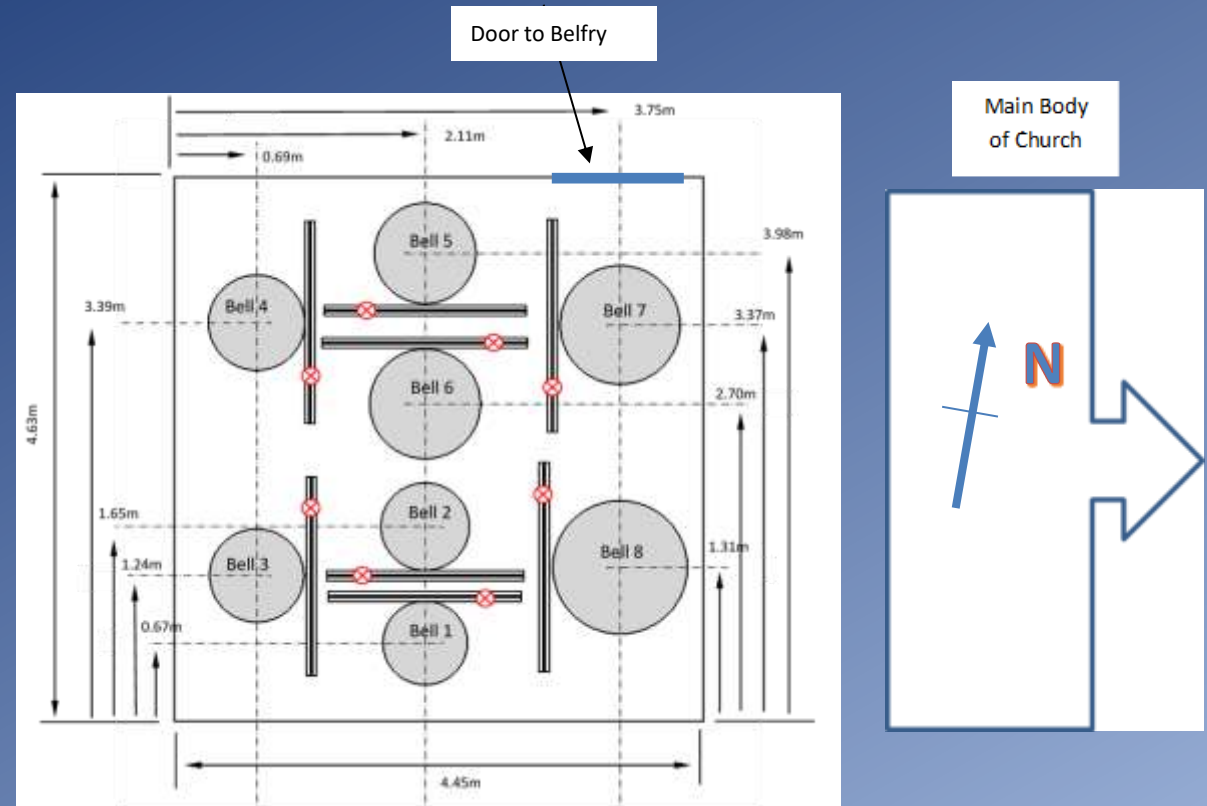 Door to Belfry
Main Body
of Church
3.75m
2.11m
0.69m
3.98m
3.39m
3.37m
2.70m
4.63m
1.65m
1.24m
0.67m
1.31m
4.45m
Bell 5
Bell 4
Bell 7
Bell 6
Bell 2
Bell 3
Bell 8
Bell 1
N